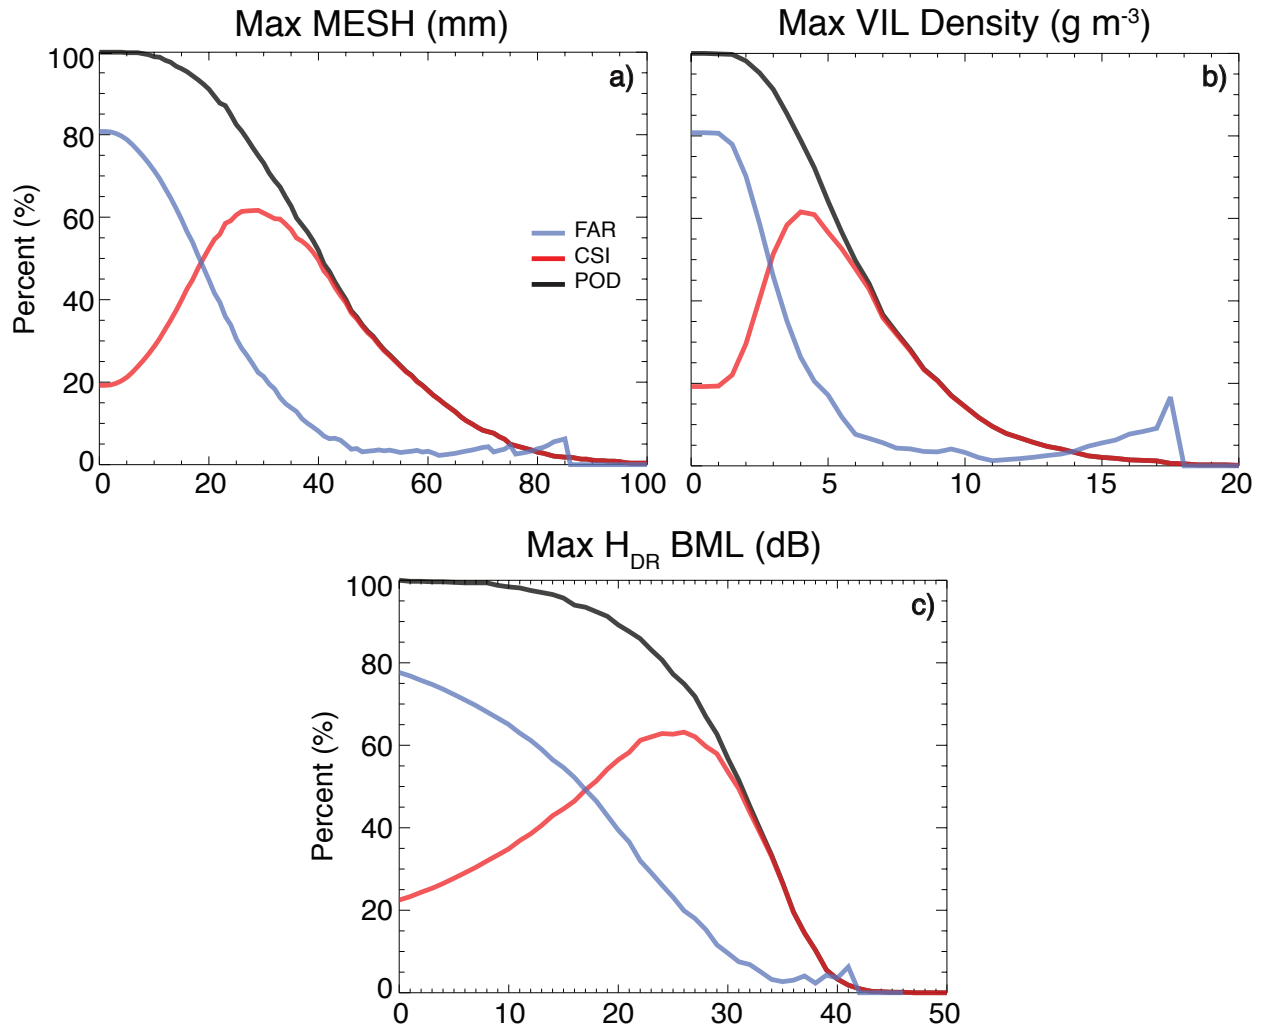 Max MESH (mm)
Max VIL Density (g m-3)
100
80
60
40
20
0
Percent (%)
a)
FAR
CSI
POD
0 20 40 60 80 100
b)
0 5 10 15 20
Max HDR BML (dB)
100
80
60
40
20
0
Percent (%)
c)
0 10 20 30 40 50